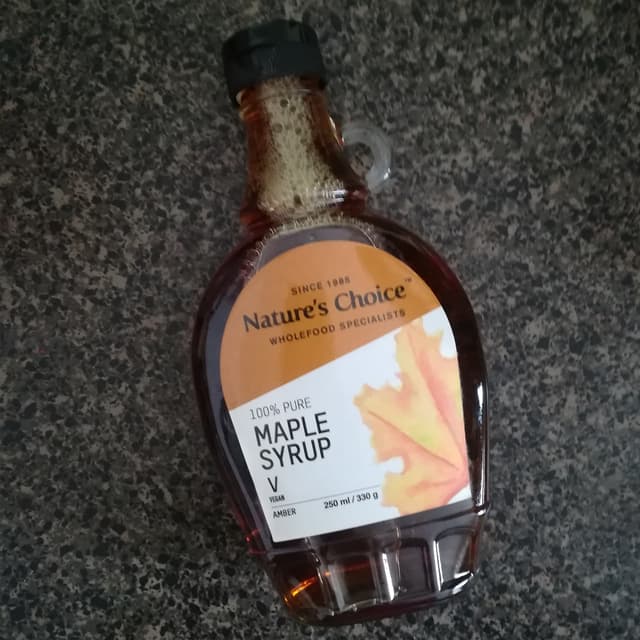 SINCE 1985
Nature's Choice™
WHOLEFOOD SPECIALISTS
100% PURE
MAPLE
SYRUP
V
VEGAN
AMBER
250 ml / 330 g